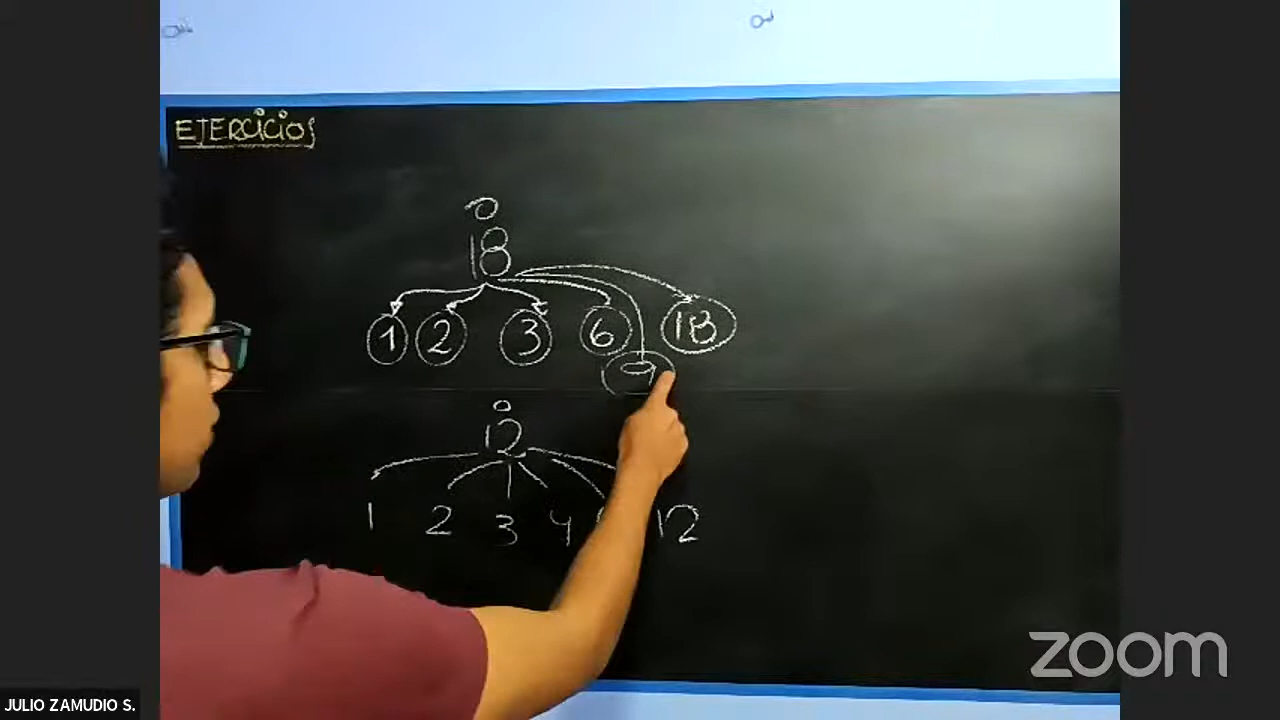 EJERCICIOS
18
1 2 3 6 18
9
12
1 2 3 4 12
zoom
JULIO ZAMUDIO S.